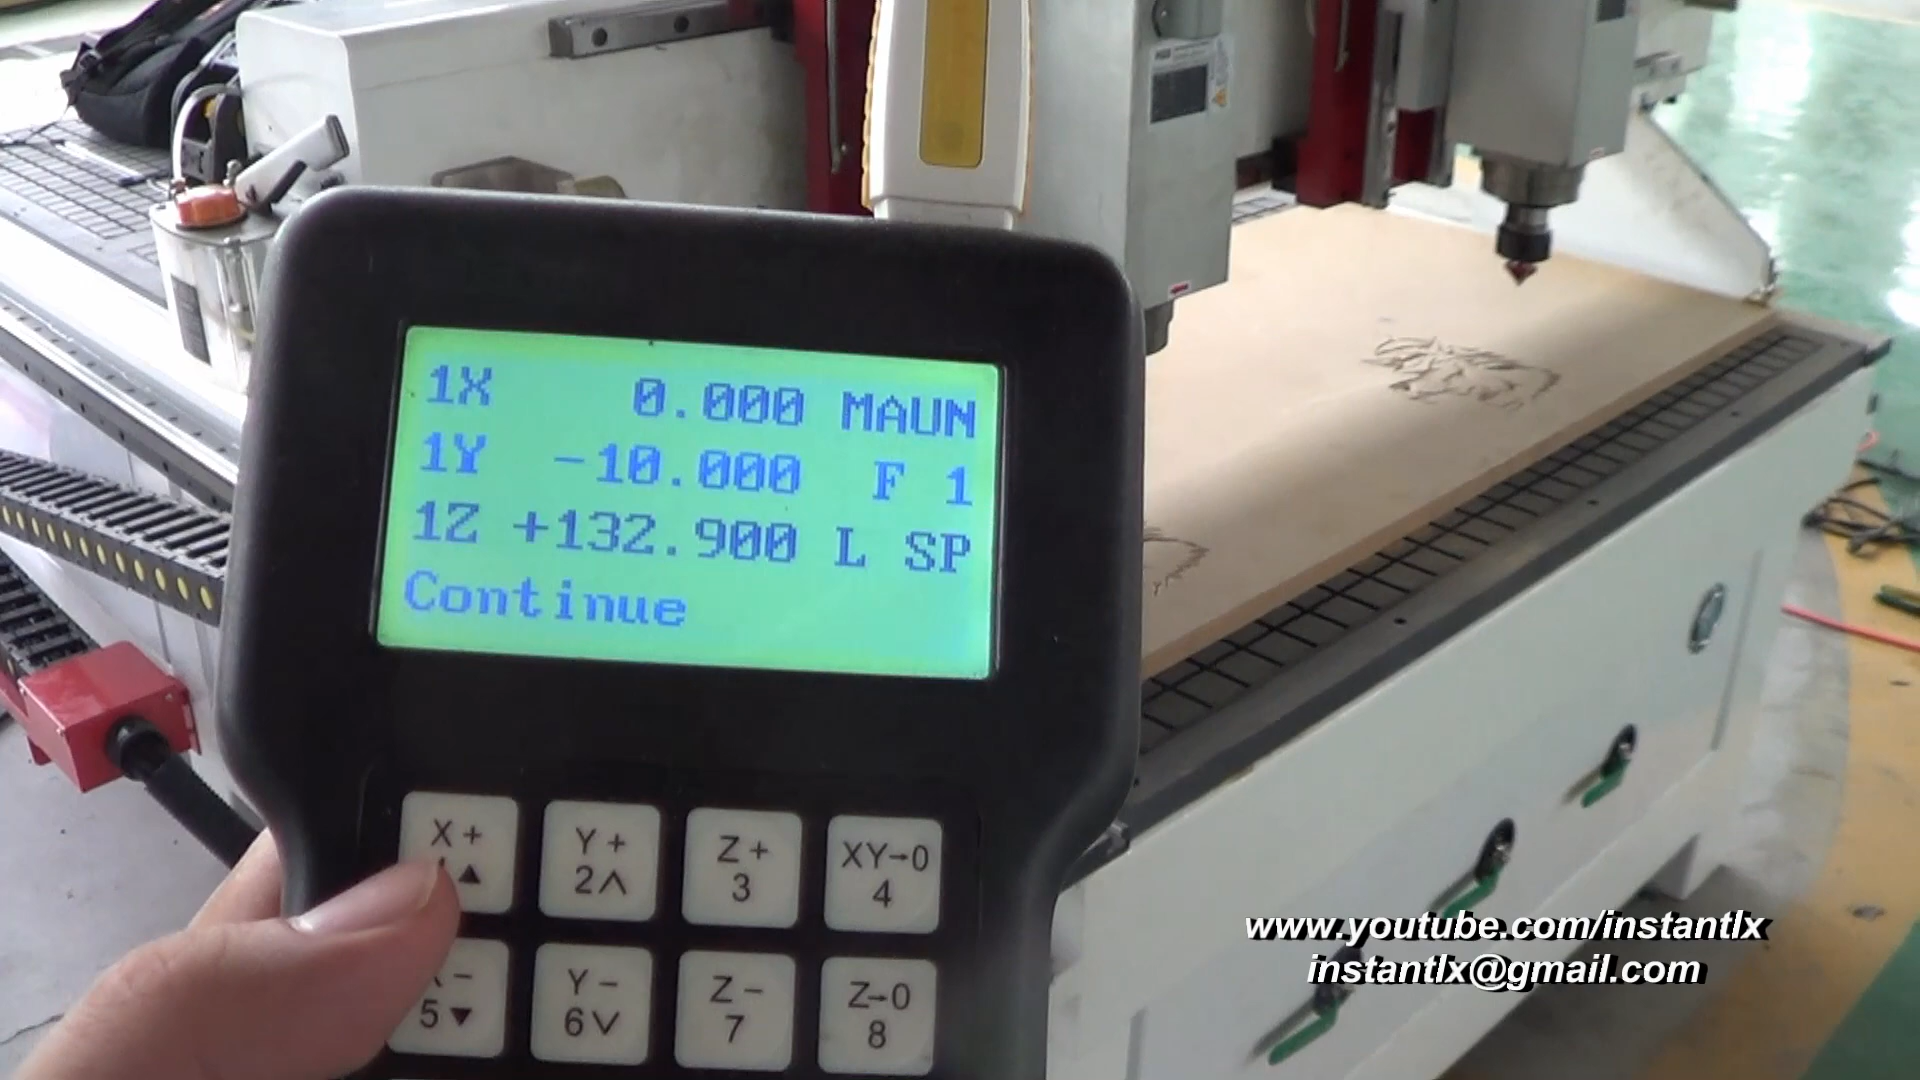 1X 0.000 MAUN
1Y -10.000 F 1
1Z +132.900 L SP
Continue
X+ Y+ Z+ XY→0
▲ 2∧ 3 4
- Y- Z- Z→0
5▼ 6∨ 7 8
www.youtube.com/instantlx
instantlx@gmail.com